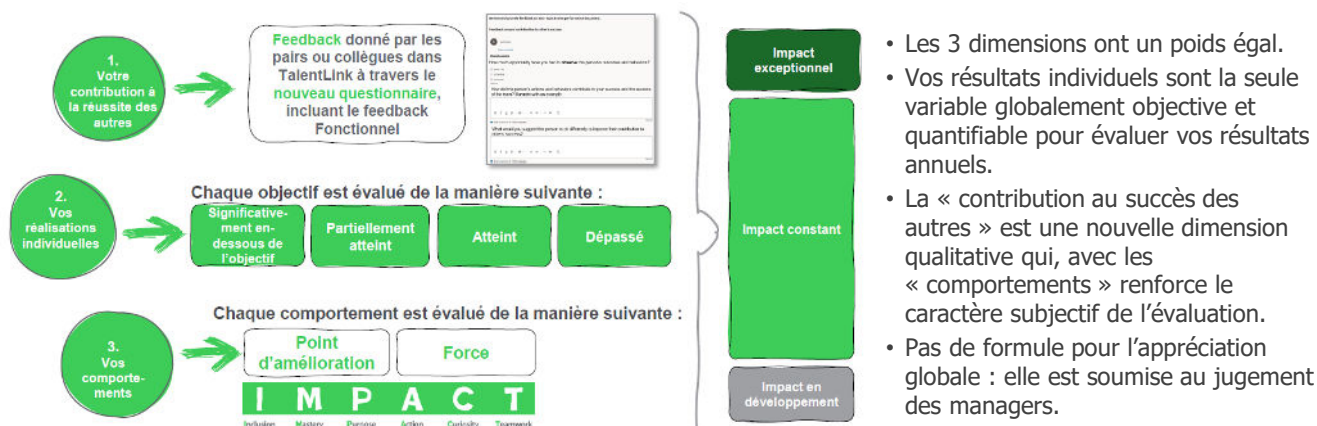 1.
Votre
contribution à
la réussite des
autres
Feedback donné par les
pairs ou collègues dans
TalentLink à travers le
nouveau questionnaire,
incluant le feedback
Fonctionnel
2.
Vos
réalisations
individuelles
Chaque objectif est évalué de la manière suivante :
Significative-
ment en-
dessous de
l'objectif
Partiellement
atteint
Atteint
Dépassé
3.
Vos
comporte-
ments
Chaque comportement est évalué de la manière suivante :
Point
d'amélioration
Force
I M P A C T
Inclusion Mastery Purpose Action Curiosity Teamwork
Impact
exceptionnel
Impact constant
Impact en
développement
• Les 3 dimensions ont un poids égal.
• Vos résultats individuels sont la seule
variable globalement objective et
quantifiable pour évaluer vos résultats
annuels.
• La « contribution au succès des
autres » est une nouvelle dimension
qualitative qui, avec les
« comportements » renforce le
caractère subjectif de l'évaluation.
• Pas de formule pour l'appréciation
globale : elle est soumise au jugement
des managers.